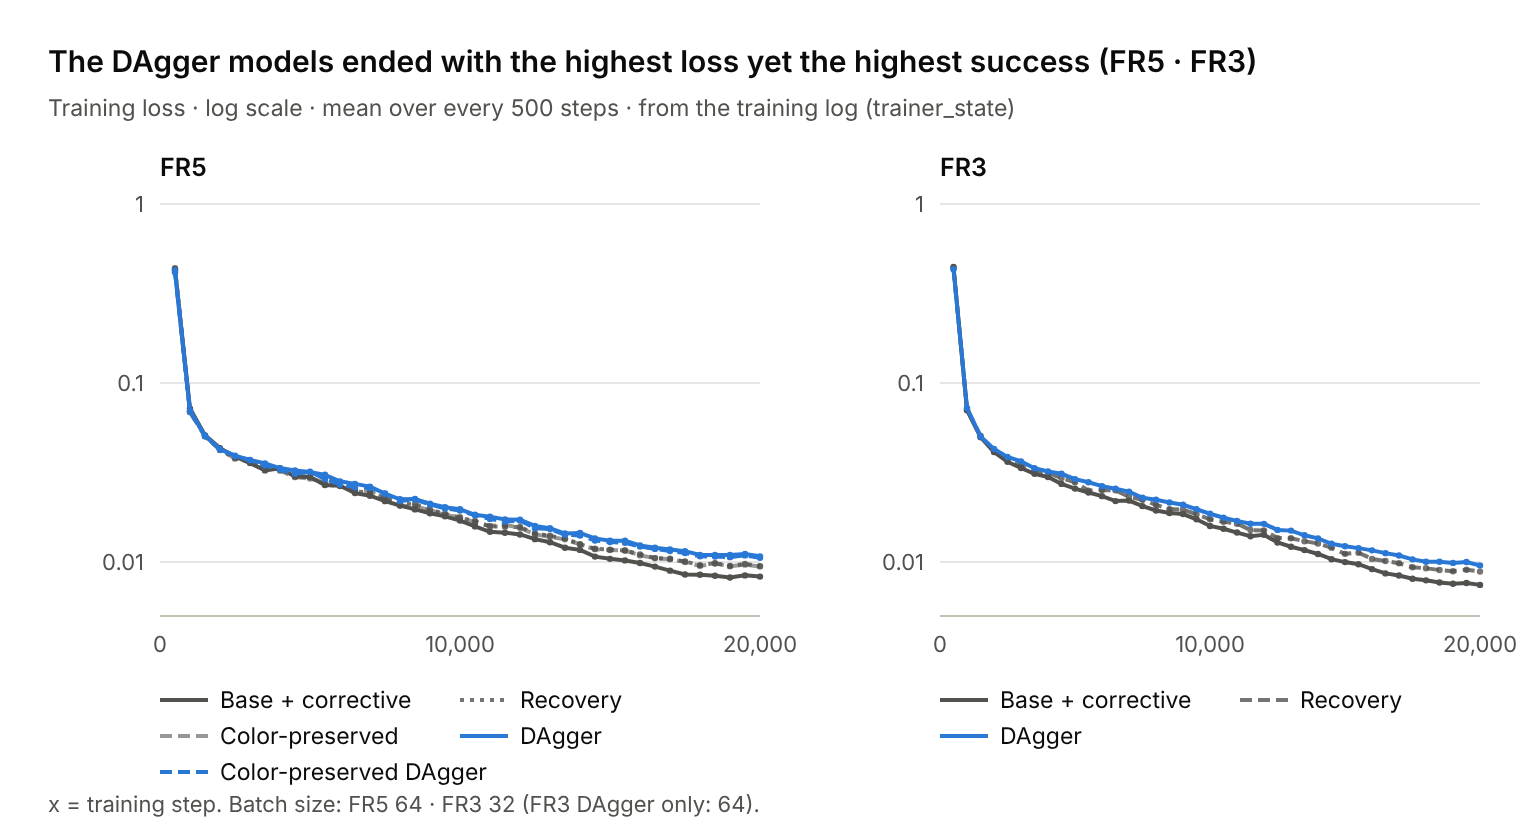 The DAgger models ended with the highest loss yet the highest success (FR5 · FR3)
Training loss · log scale · mean over every 500 steps · from the training log (trainer_state)
FR5
1
0.1
0.01
0
10,000
20,000
Base + corrective
Recovery
Color-preserved
DAgger
Color-preserved DAgger
FR3
1
0.1
0.01
0
10,000
20,000
Base + corrective
Recovery
DAgger
x = training step. Batch size: FR5 64 · FR3 32 (FR3 DAgger only: 64).